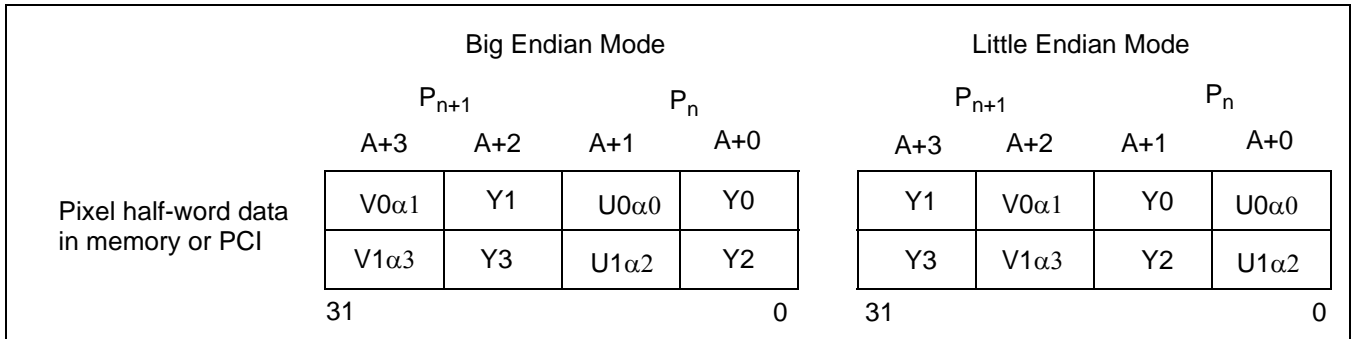 Big Endian Mode Little Endian Mode
Pn+1 Pn Pn+1 Pn
A+3 A+2 A+1 A+0 A+3 A+2 A+1 A+0
Pixel half-word data
in memory or PCI
V0α1 Y1 U0α0 Y0 Y1 V0α1 Y0 U0α0
V1α3 Y3 U1α2 Y2 Y3 V1α3 Y2 U1α2
31 0 31 0